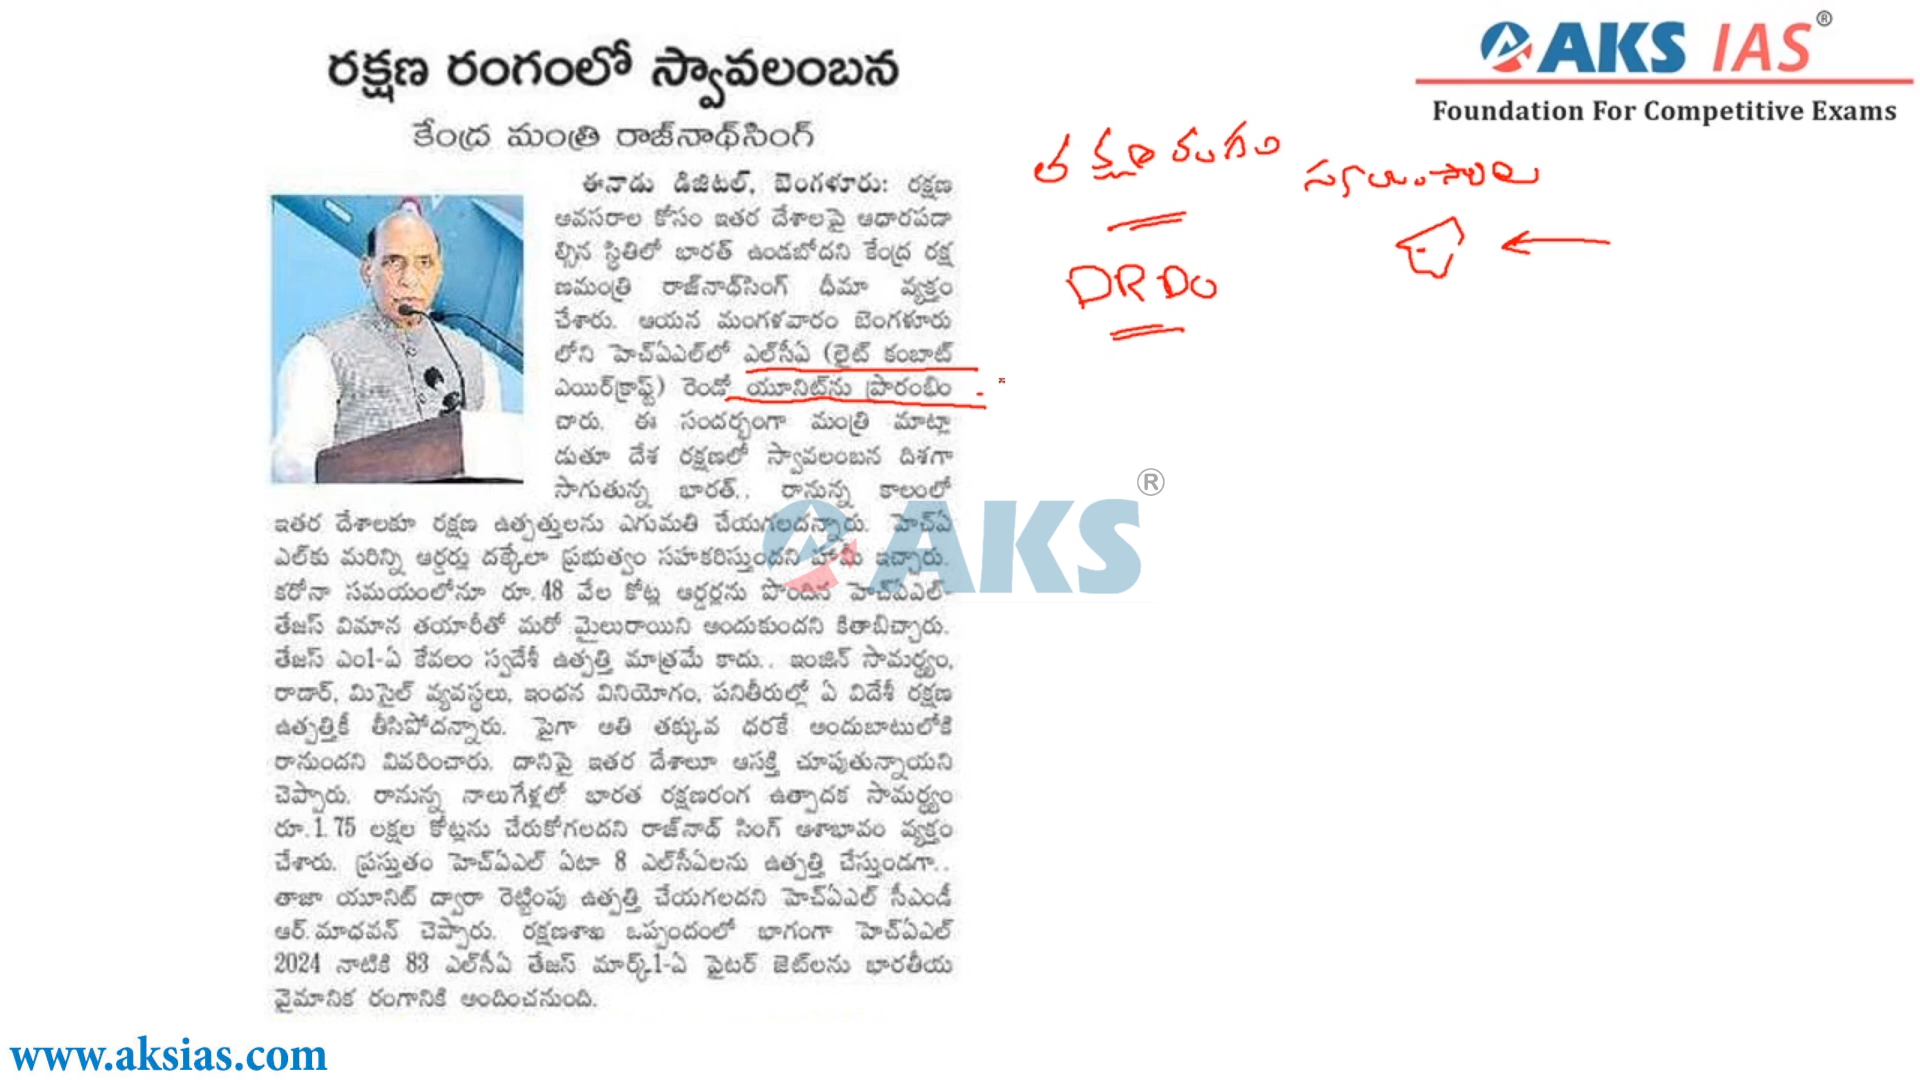 AKS IAS®
Foundation For Competitive Exams
రక్షణ రంగంలో స్వావలంబన
కేంద్ర మంత్రి రాజ్‌నాథ్‌సింగ్
ఈనాడు డిజిటల్, బెంగళూరు: రక్షణ
అవసరాల కోసం ఇతర దేశాలపై ఆధారపడా
ల్సిన స్థితిలో భారత్ ఉండబోదని కేంద్ర రక్ష
ణమంత్రి రాజ్‌నాథ్‌సింగ్ ధీమా వ్యక్తం
చేశారు. ఆయన మంగళవారం బెంగళూరు
లోని హెచ్‌ఏఎల్‌లో ఎల్‌సీఏ (లైట్ కంబాట్
ఎయిర్‌క్రాఫ్ట్) రెండో యూనిట్‌ను ప్రారంభిం
చారు. ఈ సందర్భంగా మంత్రి మాట్లా
డుతూ దేశ రక్షణలో స్వావలంబన దిశగా
సాగుతున్న భారత్.. రానున్న కాలంలో
ఇతర దేశాలకూ రక్షణ ఉత్పత్తులను ఎగుమతి చేయగలదన్నారు. హెచ్‌ఏ
ఎల్‌కు మరిన్ని ఆర్డర్లు దక్కేలా ప్రభుత్వం సహకరిస్తుందని హామీ ఇచ్చారు.
కరోనా సమయంలోనూ రూ.48 వేల కోట్ల ఆర్డర్లను పొందిన హెచ్‌ఏఎల్-
తేజస్ విమాన తయారీతో మరో మైలురాయిని అందుకుందని కితాబిచ్చారు.
తేజస్ ఎం1-ఏ కేవలం స్వదేశీ ఉత్పత్తి మాత్రమే కాదు.. ఇంజిన్ సామర్థ్యం,
రాడార్, మిసైల్ వ్యవస్థలు, ఇంధన వినియోగం, పనితీరుల్లో ఏ విదేశీ రక్షణ
ఉత్పత్తికీ తీసిపోదన్నారు. పైగా అతి తక్కువ ధరకే అందుబాటులోకి
రానుందని వివరించారు. దానిపై ఇతర దేశాలూ ఆసక్తి చూపుతున్నాయని
చెప్పారు. రానున్న నాలుగేళ్లలో భారత రక్షణరంగ ఉత్పాదక సామర్థ్యం
రూ.1.75 లక్షల కోట్లను చేరుకోగలదని రాజ్‌నాథ్ సింగ్ ఆశాభావం వ్యక్తం
చేశారు. ప్రస్తుతం హెచ్‌ఏఎల్ ఏటా 8 ఎల్‌సీఏలను ఉత్పత్తి చేస్తుండగా..
తాజా యూనిట్ ద్వారా రెట్టింపు ఉత్పత్తి చేయగలదని హెచ్‌ఏఎల్ సీఎండీ
ఆర్.మాధవన్ చెప్పారు. రక్షణశాఖ ఒప్పందంలో భాగంగా హెచ్‌ఏఎల్
2024 నాటికి 83 ఎల్‌సీఏ తేజస్ మార్క్1-ఏ ఫైటర్ జెట్‌లను భారతీయ
వైమానిక రంగానికి అందించనుంది.
రంగం
DRDO
AKS®
www.aksias.com